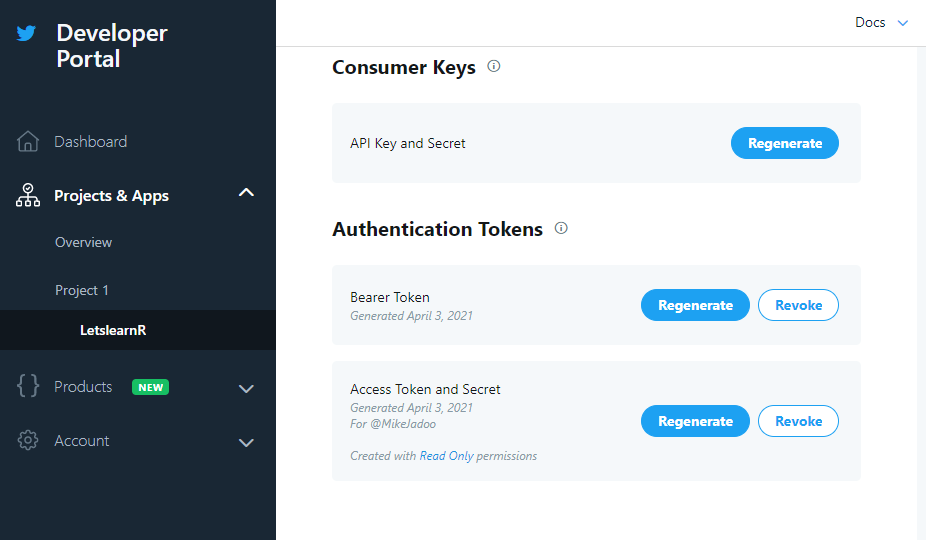 Developer
Portal
Docs
Dashboard
Projects & Apps
Overview
Project 1
LetslearnR
Products NEW
Account
Consumer Keys
API Key and Secret
Regenerate
Authentication Tokens
Bearer Token
Generated April 3, 2021
Regenerate Revoke
Access Token and Secret
Generated April 3, 2021
For @MikeJadoo
Created with Read Only permissions
Regenerate Revoke